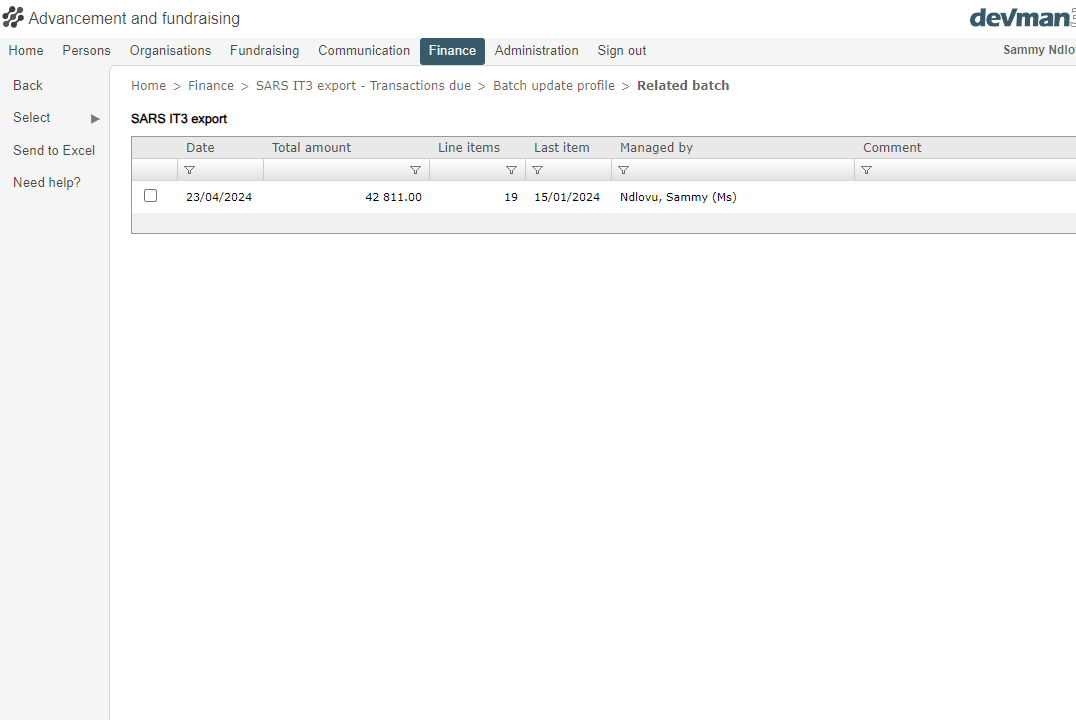 Advancement and fundraising
devman
Home Persons Organisations Fundraising Communication Finance Administration Sign out
Back
Select
Send to Excel
Need help?
Home > Finance > SARS IT3 export - Transactions due > Batch update profile > Related batch
SARS IT3 export
Date Total amount Line items Last item Managed by Comment
23/04/2024 42 811.00 19 15/01/2024 Ndlovu, Sammy (Ms)